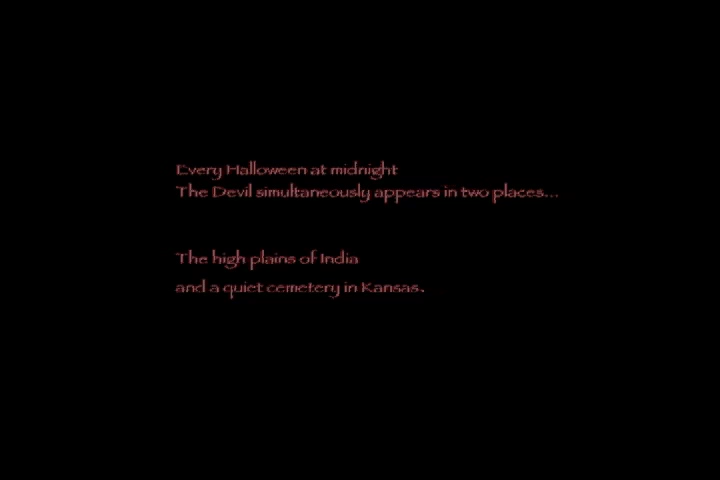 Every Halloween at midnight
The Devil simultaneously appears in two places...
The high plains of India
and a quiet cemetery in Kansas.